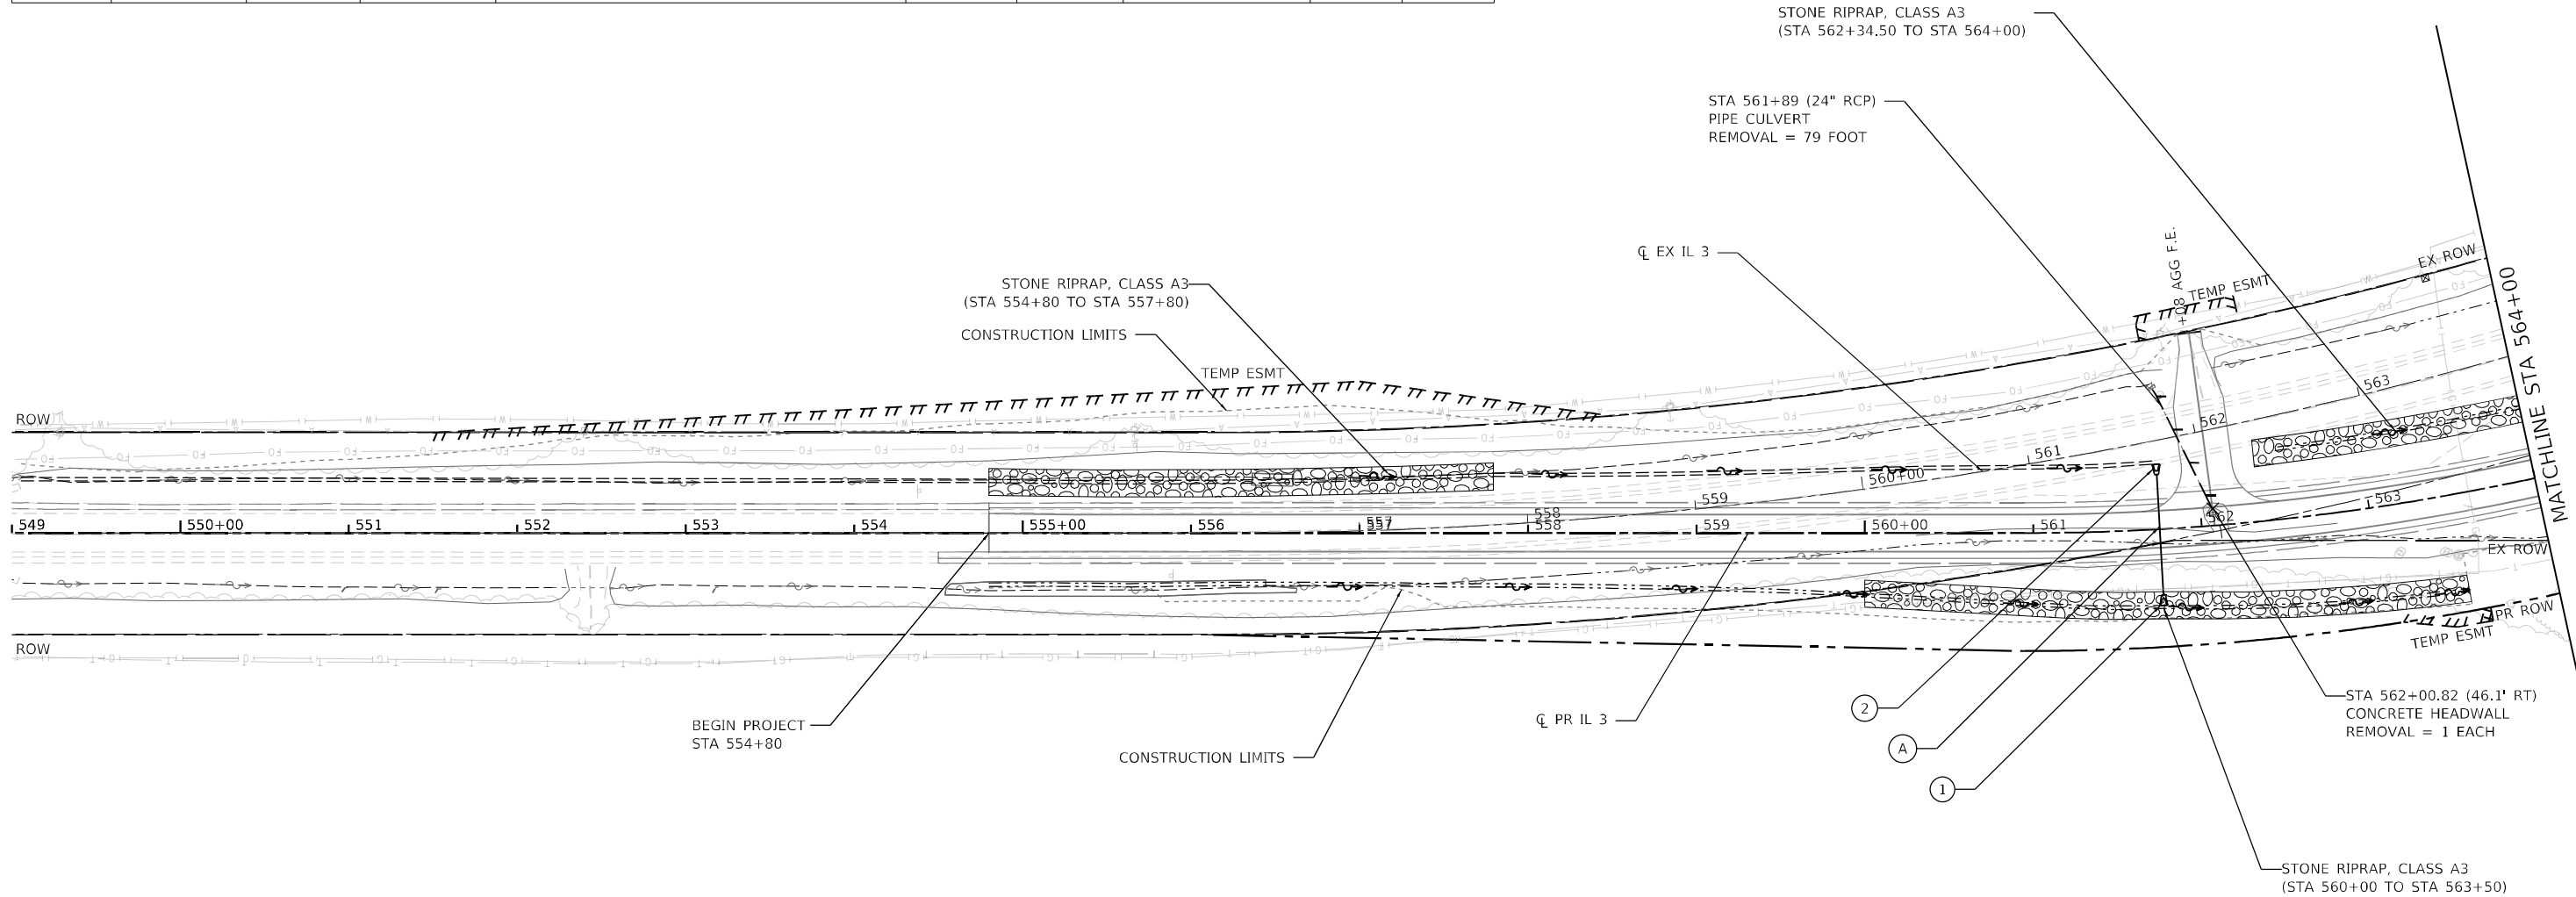 STONE RIPRAP, CLASS A3
(STA 562+34.50 TO STA 564+00)
STA 561+89 (24" RCP)
PIPE CULVERT
REMOVAL = 79 FOOT
℄ EX IL 3
+08 AGG F.E.
TEMP ESMT
EX ROW
MATCHLINE STA 564+00
STONE RIPRAP, CLASS A3
(STA 554+80 TO STA 557+80)
CONSTRUCTION LIMITS
TEMP ESMT
ROW
563
562
561
560+00
559
558
557
563
562
549
550+00
551
552
553
554
555+00
556
557
558
559
560+00
561
EX ROW
PR ROW
TEMP ESMT
ROW
BEGIN PROJECT
STA 554+80
CONSTRUCTION LIMITS
℄ PR IL 3
2
A
1
STA 562+00.82 (46.1' RT)
CONCRETE HEADWALL
REMOVAL = 1 EACH
STONE RIPRAP, CLASS A3
(STA 560+00 TO STA 563+50)